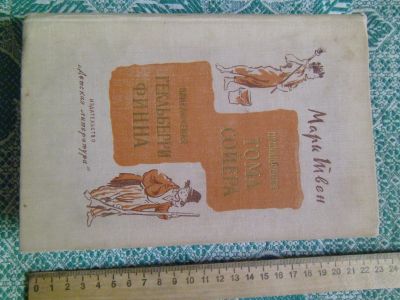 Марк Твен
ПРИКЛЮЧЕНИЯ
ТОМА
СОЙЕРА
ПРИКЛЮЧЕНИЯ
ГЕКЛЬБЕРРИ
ФИННА
ИЗДАТЕЛЬСТВО
„Детская литература“
0 1 2 3 4 5 6 7 8 9 10 11 12 13 14 15 16 17 18 19 20 21 22 23 24